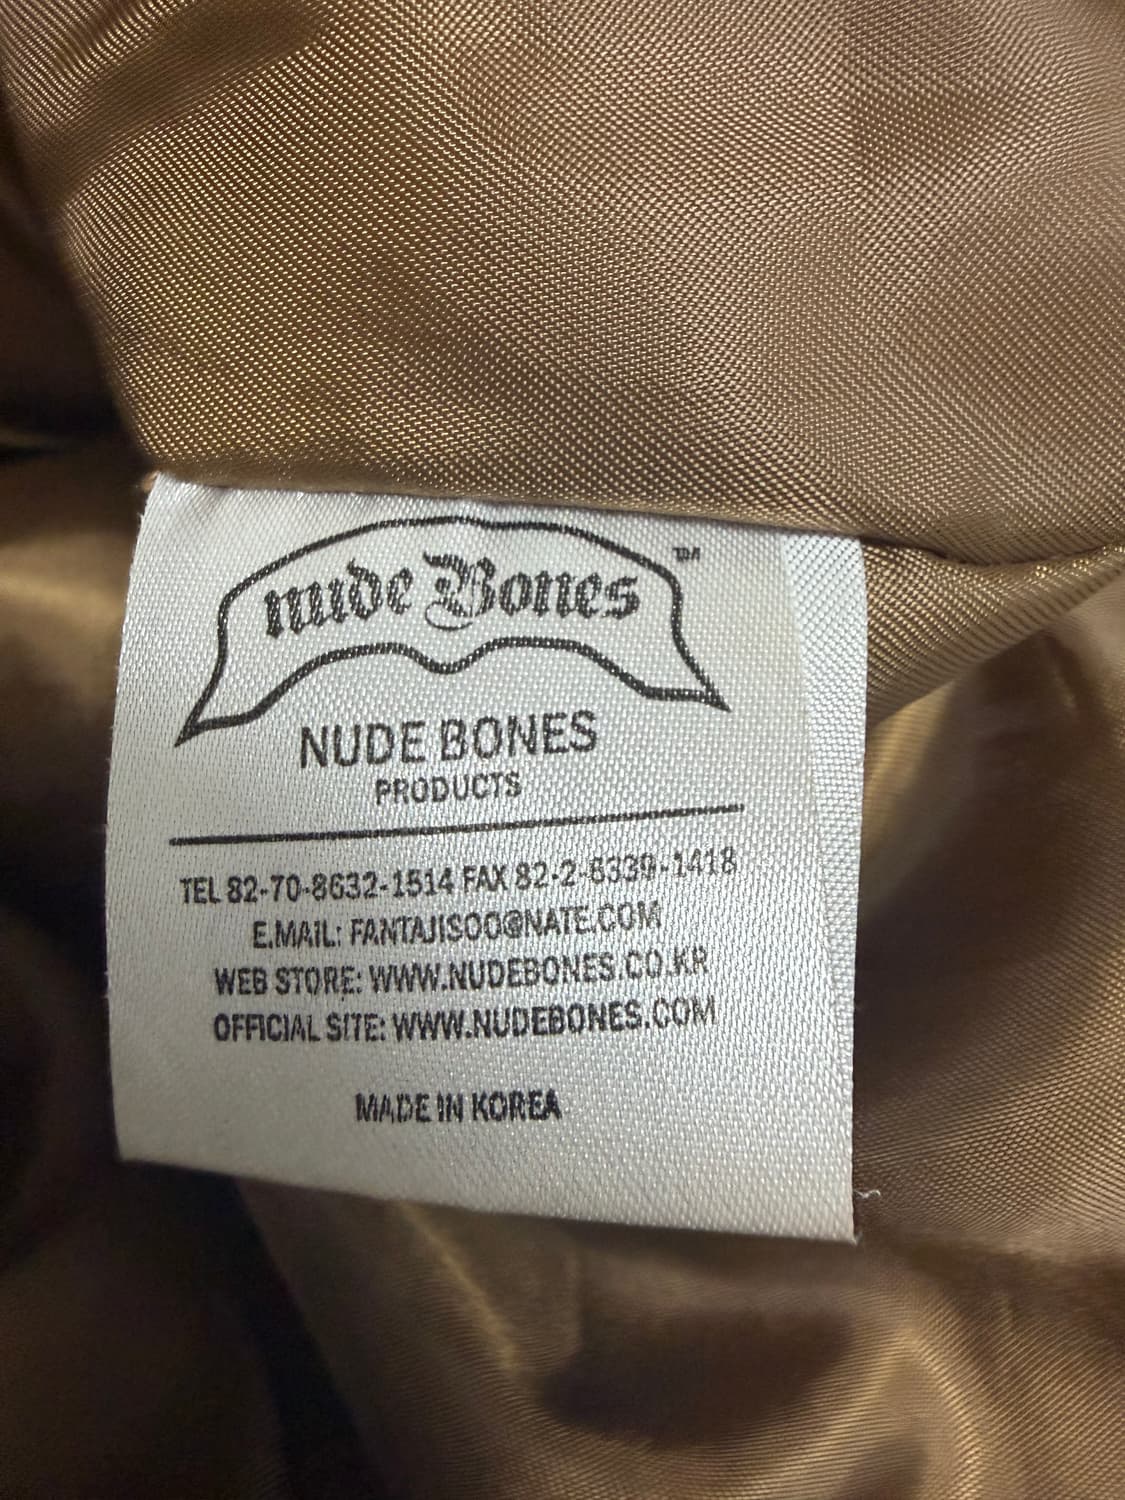 nude Bones ™
NUDE BONES
PRODUCTS
TEL 82-70-8632-1514 FAX 82-2-6339-1418
E.MAIL: FANTAJISOO@NATE.COM
WEB STORE: WWW.NUDEBONES.CO.KR
OFFICIAL SITE: WWW.NUDEBONES.COM
MADE IN KOREA